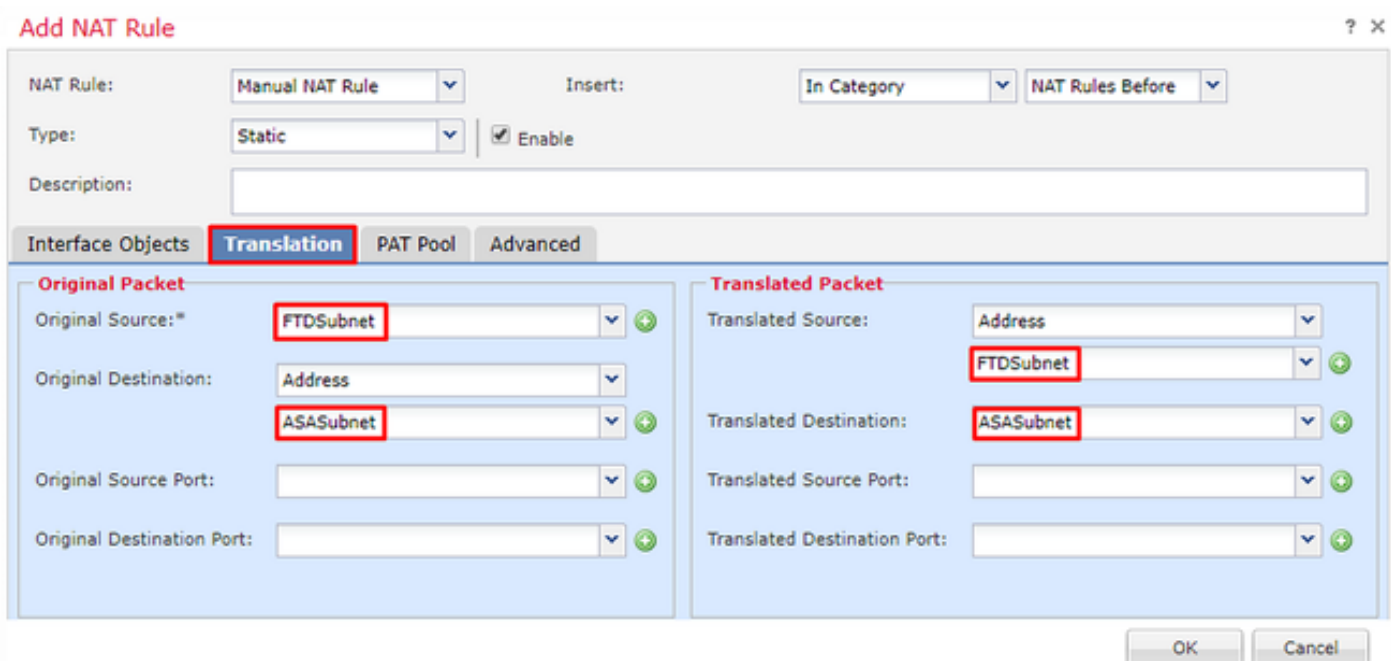 Add NAT Rule ? ×
NAT Rule: Manual NAT Rule Insert: In Category NAT Rules Before
Type: Static Enable
Description:
Interface Objects Translation PAT Pool Advanced
Original Packet Translated Packet
Original Source:* FTDSubnet Translated Source: Address
FTDSubnet
Original Destination: Address
ASASubnet Translated Destination: ASASubnet
Original Source Port: Translated Source Port:
Original Destination Port: Translated Destination Port:
OK Cancel